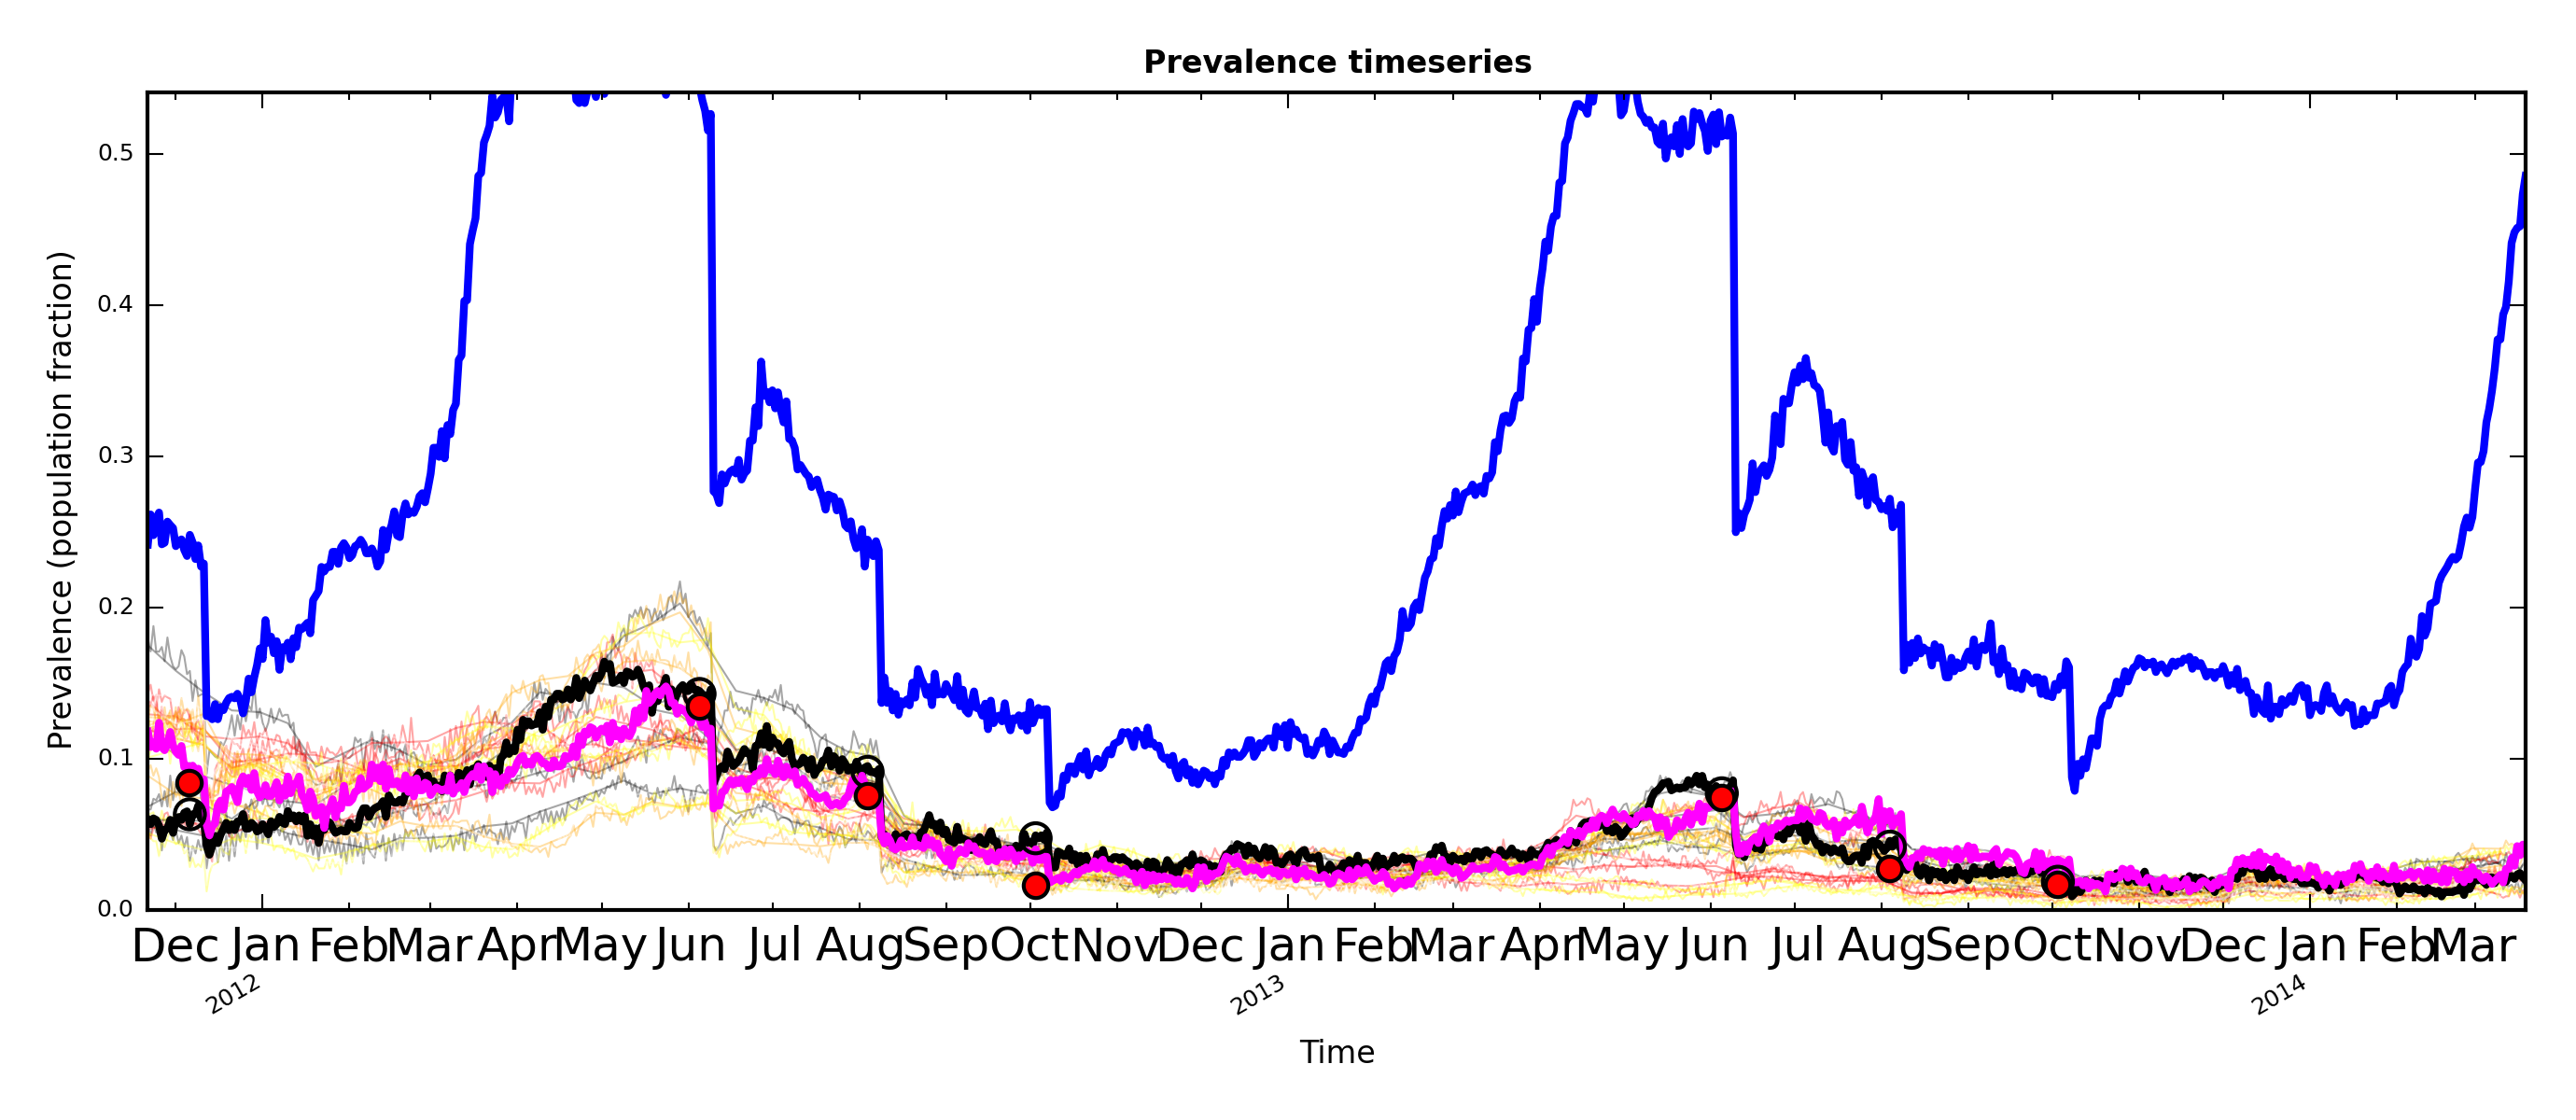 Prevalence timeseries
Prevalence (population fraction)
0.5
0.4
0.3
0.2
0.1
0.0
Dec Jan Feb Mar Apr May Jun Jul Aug Sep Oct Nov Dec Jan Feb Mar Apr May Jun Jul Aug Sep Oct Nov Dec Jan Feb Mar
2012 2013 2014
Time